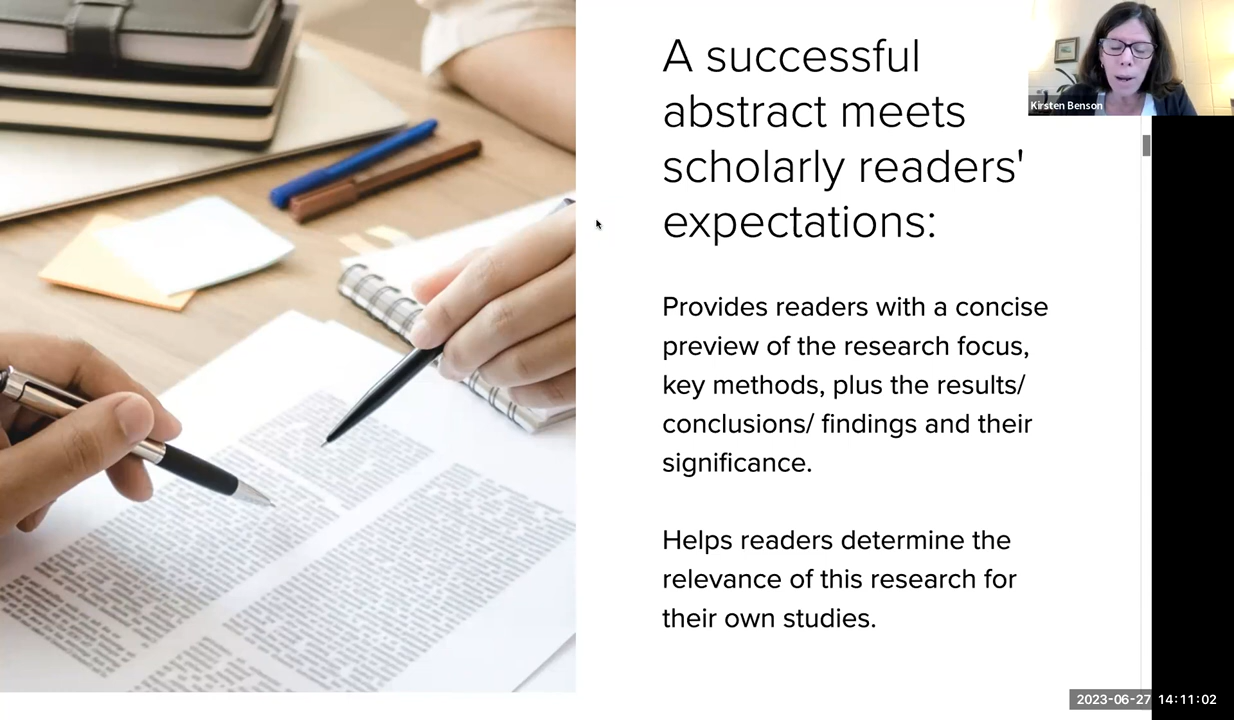 A successful
abstract meets
scholarly readers'
expectations:
Kirsten Benson
Provides readers with a concise
preview of the research focus,
key methods, plus the results/
conclusions/ findings and their
significance.
Helps readers determine the
relevance of this research for
their own studies.
2023-06-27 14:11:02